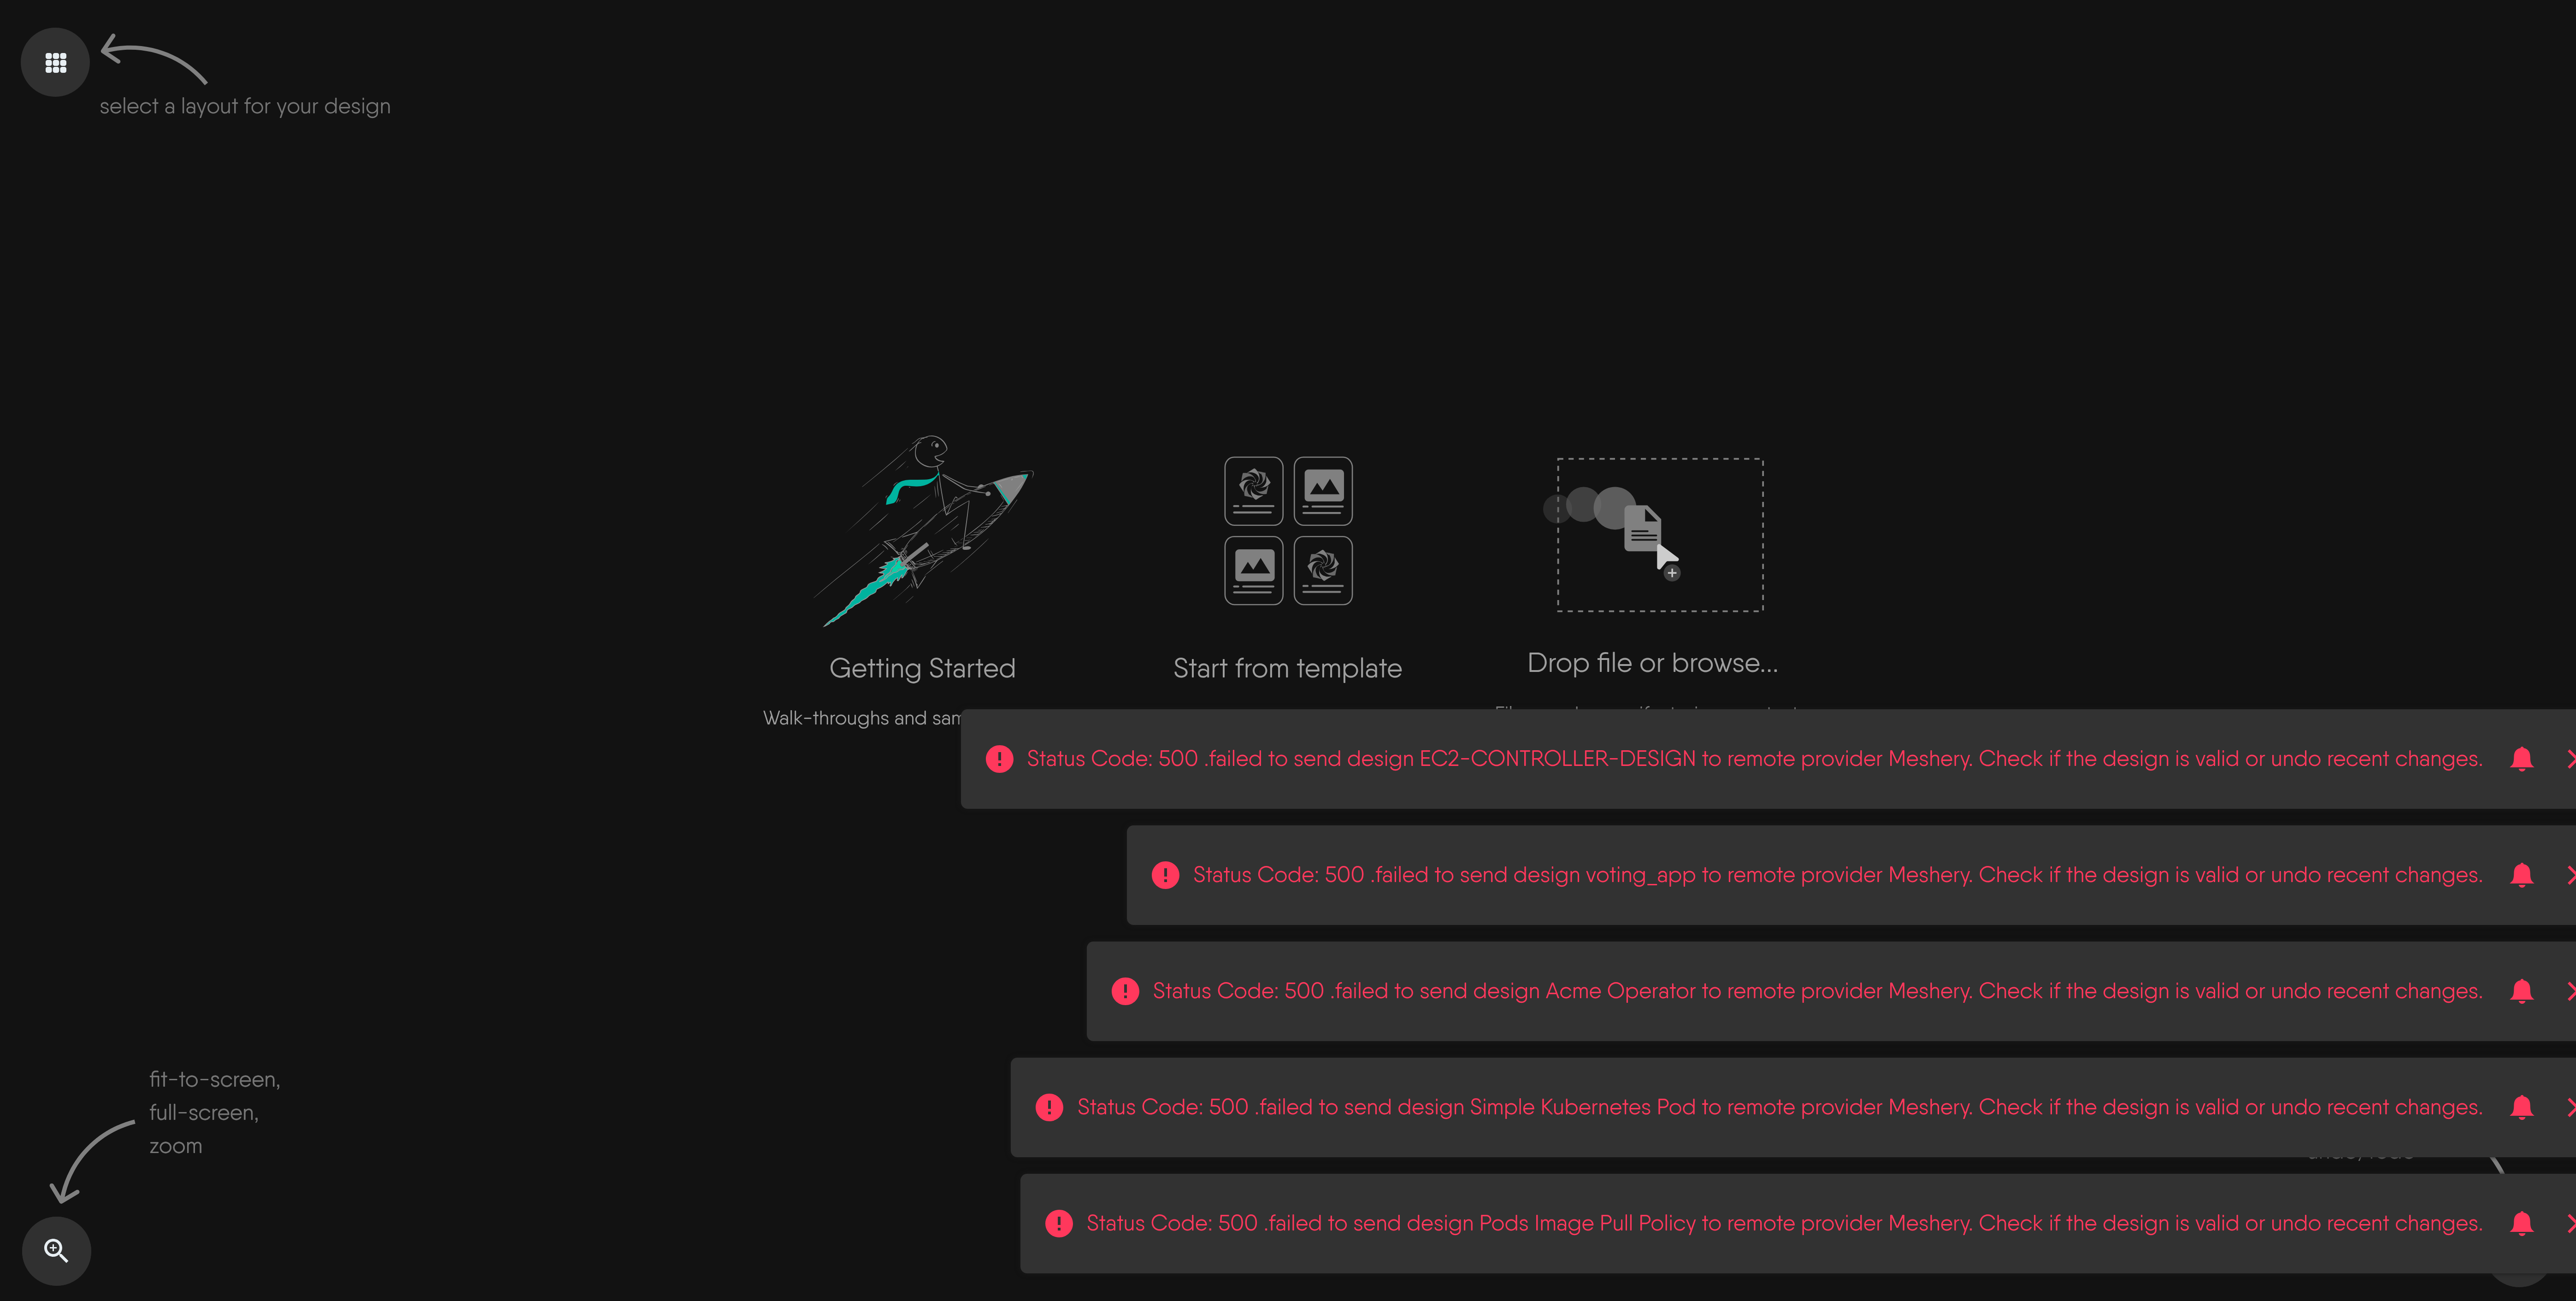 select a layout for your design
Getting Started
Start from template
Drop file or browse...
Walk-throughs and
Status Code: 500 .failed to send design EC2-CONTROLLER-DESIGN to remote provider Meshery. Check if the design is valid or undo recent changes.
Status Code: 500 .failed to send design voting_app to remote provider Meshery. Check if the design is valid or undo recent changes.
Status Code: 500 .failed to send design Acme Operator to remote provider Meshery. Check if the design is valid or undo recent changes.
Status Code: 500 .failed to send design Simple Kubernetes Pod to remote provider Meshery. Check if the design is valid or undo recent changes.
Status Code: 500 .failed to send design Pods Image Pull Policy to remote provider Meshery. Check if the design is valid or undo recent changes.
fit-to-screen,
full-screen,
zoom